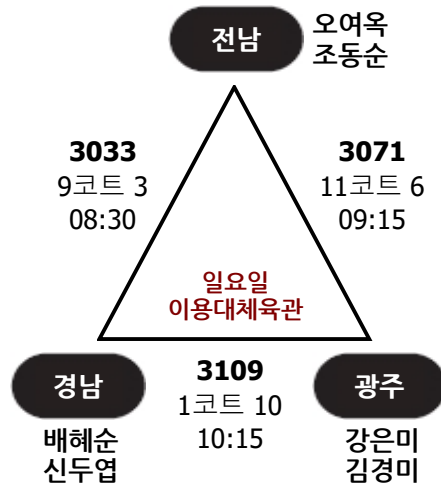 전남
오여옥
조동순
3033
9코트 3
08:30
3071
11코트 6
09:15
일요일
이용대체육관
경남
배혜순
신두엽
3109
1코트 10
10:15
광주
강은미
김경미